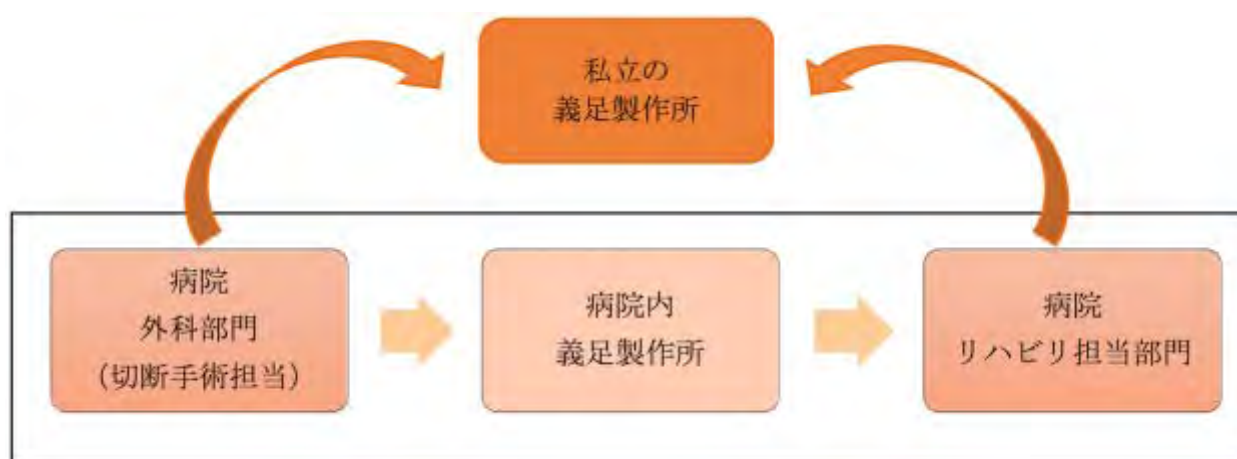 私立の
義足製作所
病院
外科部門
（切断手術担当）
病院内
義足製作所
病院
リハビリ担当部門